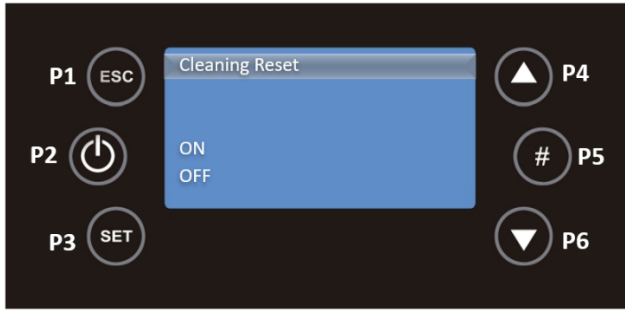 Cleaning Reset
P1 ESC
P4
P2
ON
# P5
OFF
P3 SET
P6